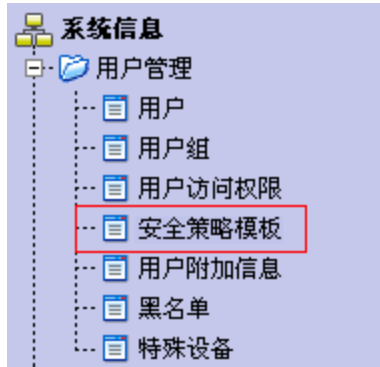 系统信息
用户管理
用户
用户组
用户访问权限
安全策略模板
用户附加信息
黑名单
特殊设备